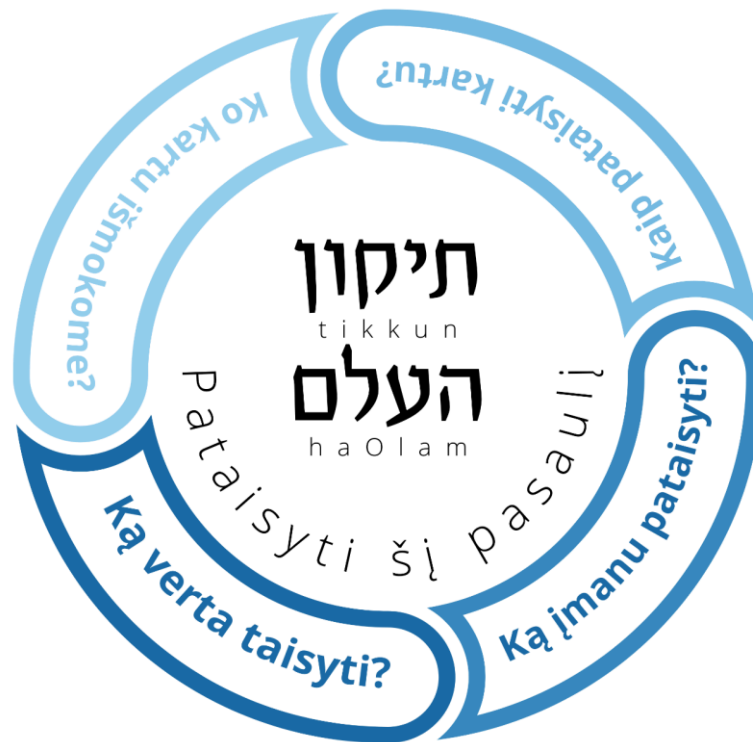 תיקון
tikkun
העלם
haOlam
Pataisyti šį pasaulį
Ką verta taisyti?
Ką įmanu pataisyti?
Kaip pataisyti kartu?
Ko kartu išmokome?